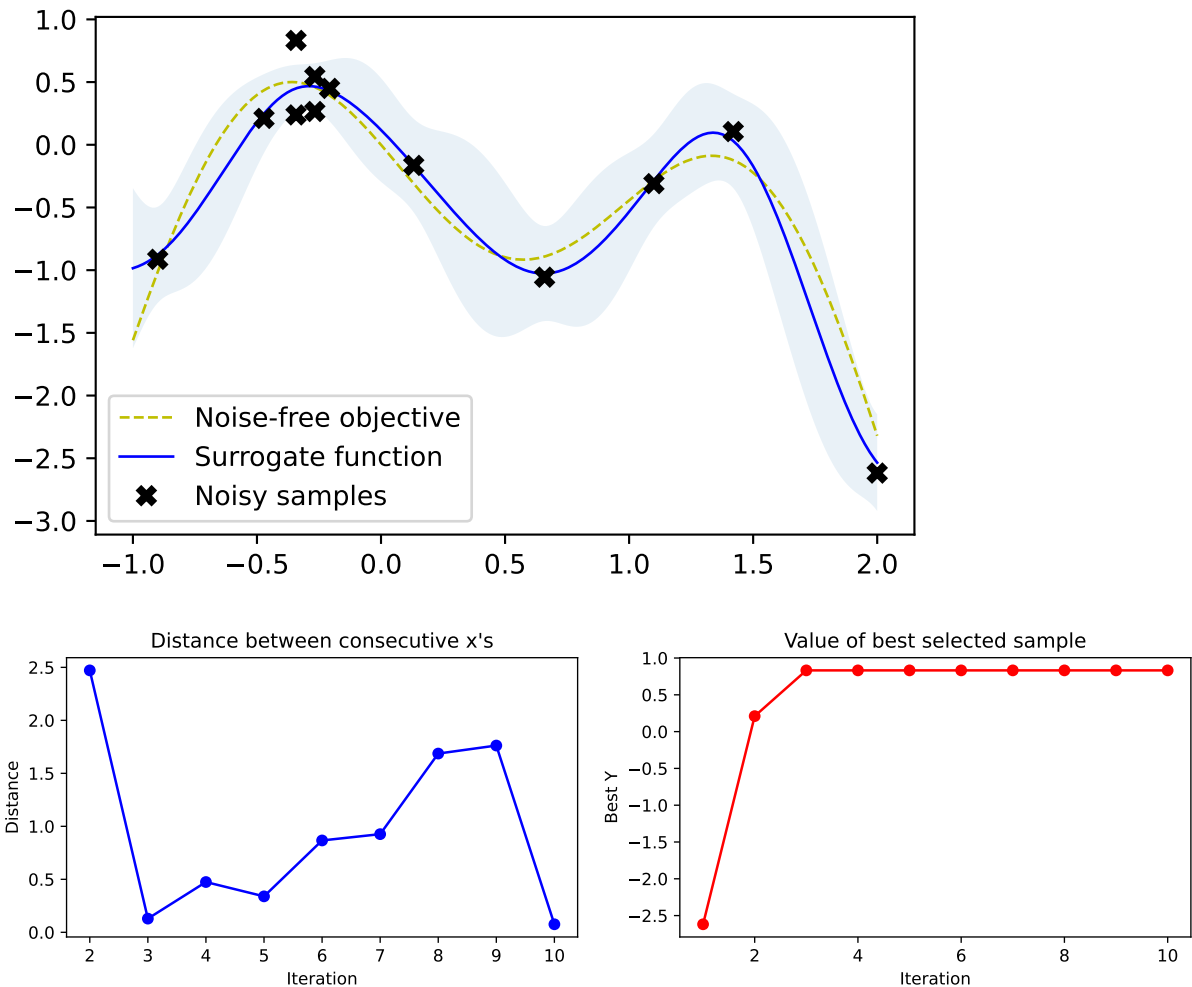 1.0
0.5
0.0
−0.5
−1.0
−1.5
−2.0
−2.5
−3.0
Noise-free objective
Surrogate function
Noisy samples
−1.0 −0.5 0.0 0.5 1.0 1.5 2.0
Distance between consecutive x's
2.5
2.0
1.5
1.0
0.5
0.0
Distance
2 3 4 5 6 7 8 9 10
Iteration
Value of best selected sample
1.0
0.5
0.0
−0.5
−1.0
−1.5
−2.0
−2.5
Best Y
2 4 6 8 10
Iteration